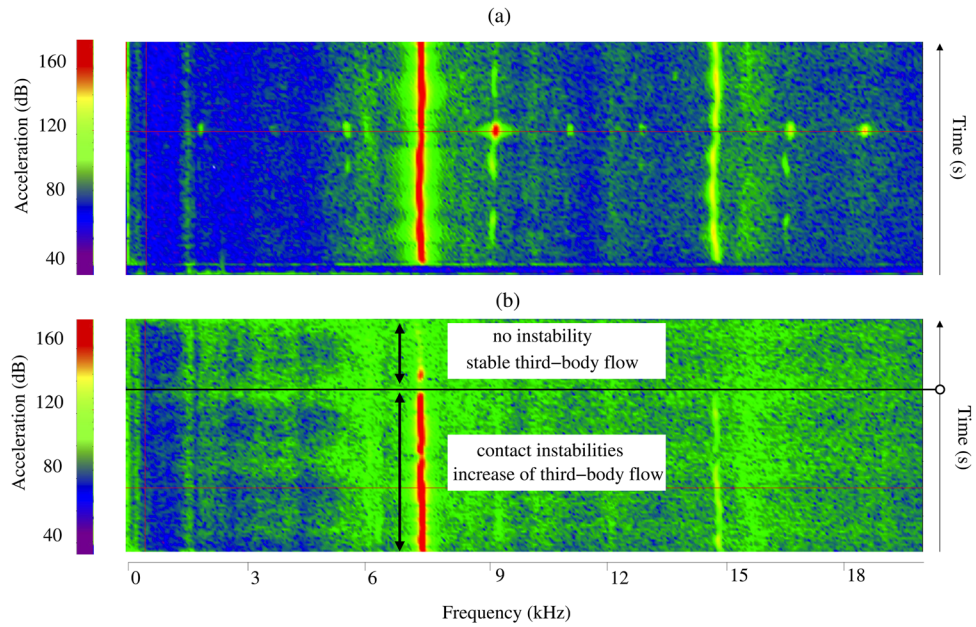 (a)
Acceleration (dB)
160
120
80
40
Time (s)
(b)
Acceleration (dB)
160
120
80
40
no instability
stable third−body flow
contact instabilities
increase of third−body flow
Time (s)
0 3 6 9 12 15 18
Frequency (kHz)